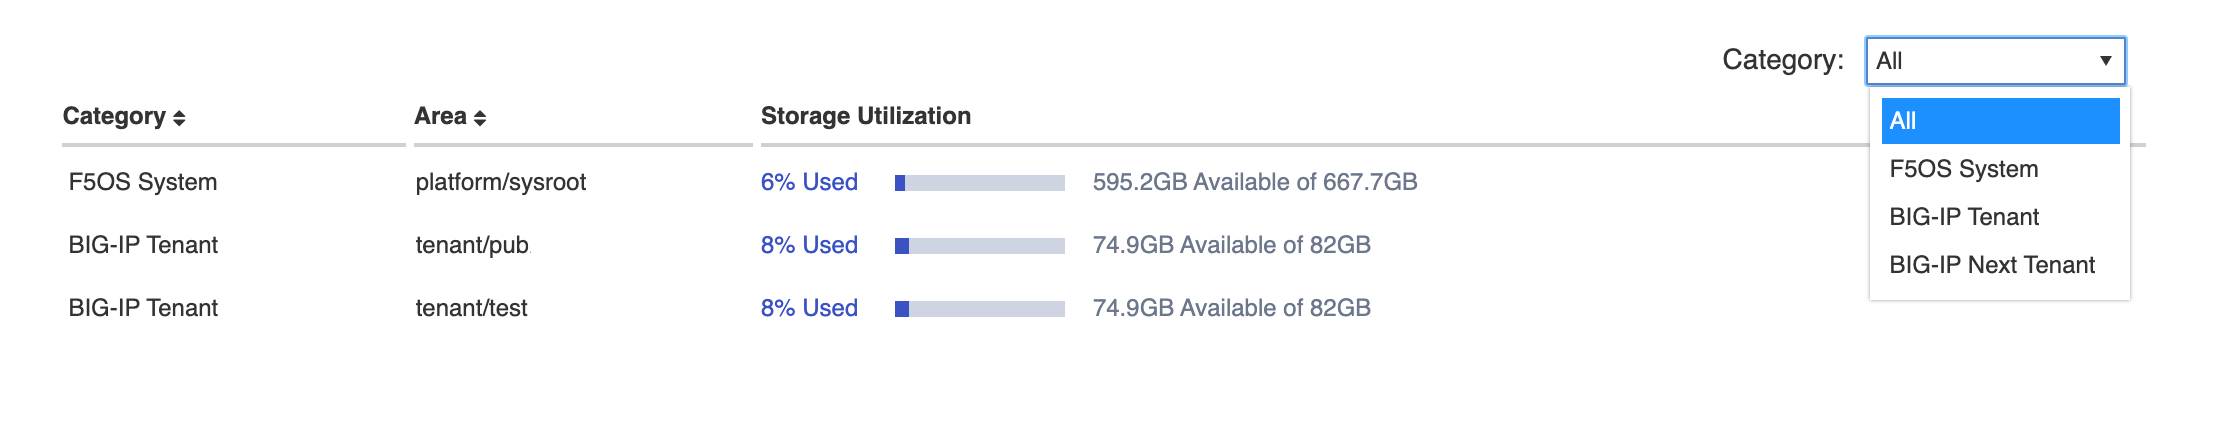 Category: All
All
F5OS System
BIG-IP Tenant
BIG-IP Next Tenant
Category Area Storage Utilization
F5OS System platform/sysroot 6% Used 595.2GB Available of 667.7GB
BIG-IP Tenant tenant/pub 8% Used 74.9GB Available of 82GB
BIG-IP Tenant tenant/test 8% Used 74.9GB Available of 82GB